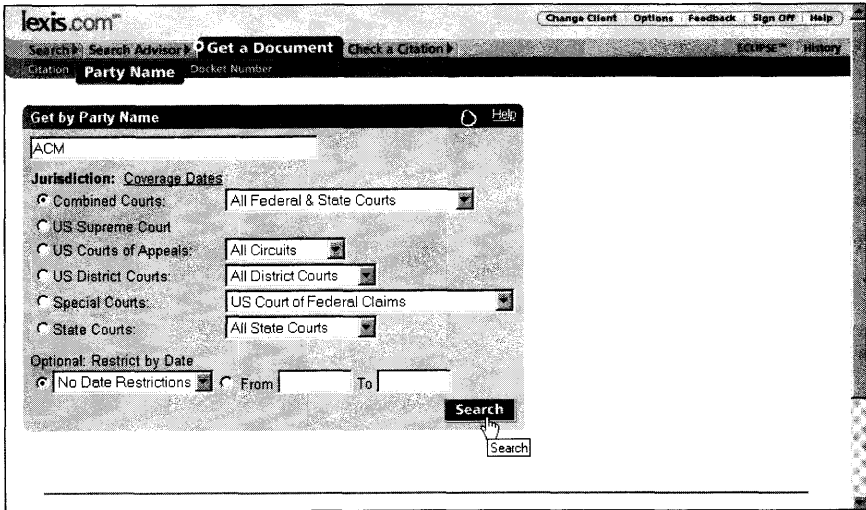 lexis.com™ Change Client Options Feedback Sign Off Help
Search Search Advisor Get a Document Check a Citation ECLIPSE™ History
Citation Party Name Docket Number
Get by Party Name Help
ACM
Jurisdiction: Coverage Dates
Combined Courts: All Federal & State Courts
US Supreme Court
US Courts of Appeals: All Circuits
US District Courts: All District Courts
Special Courts: US Court of Federal Claims
State Courts: All State Courts
Optional: Restrict by Date
No Date Restrictions From To
Search
Search